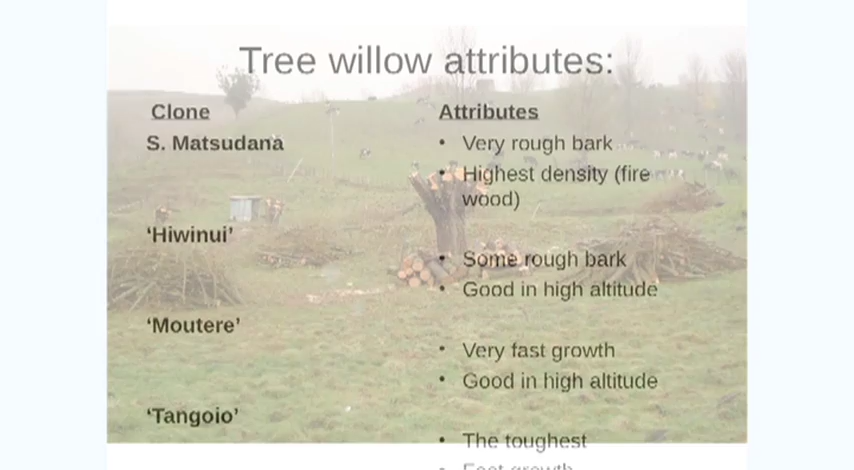 Tree willow attributes:
Clone
Attributes
S. Matsudana
• Very rough bark
• Highest density (fire
wood)
‘Hiwinui’
• Some rough bark
• Good in high altitude
‘Moutere’
• Very fast growth
• Good in high altitude
‘Tangoio’
• The toughest